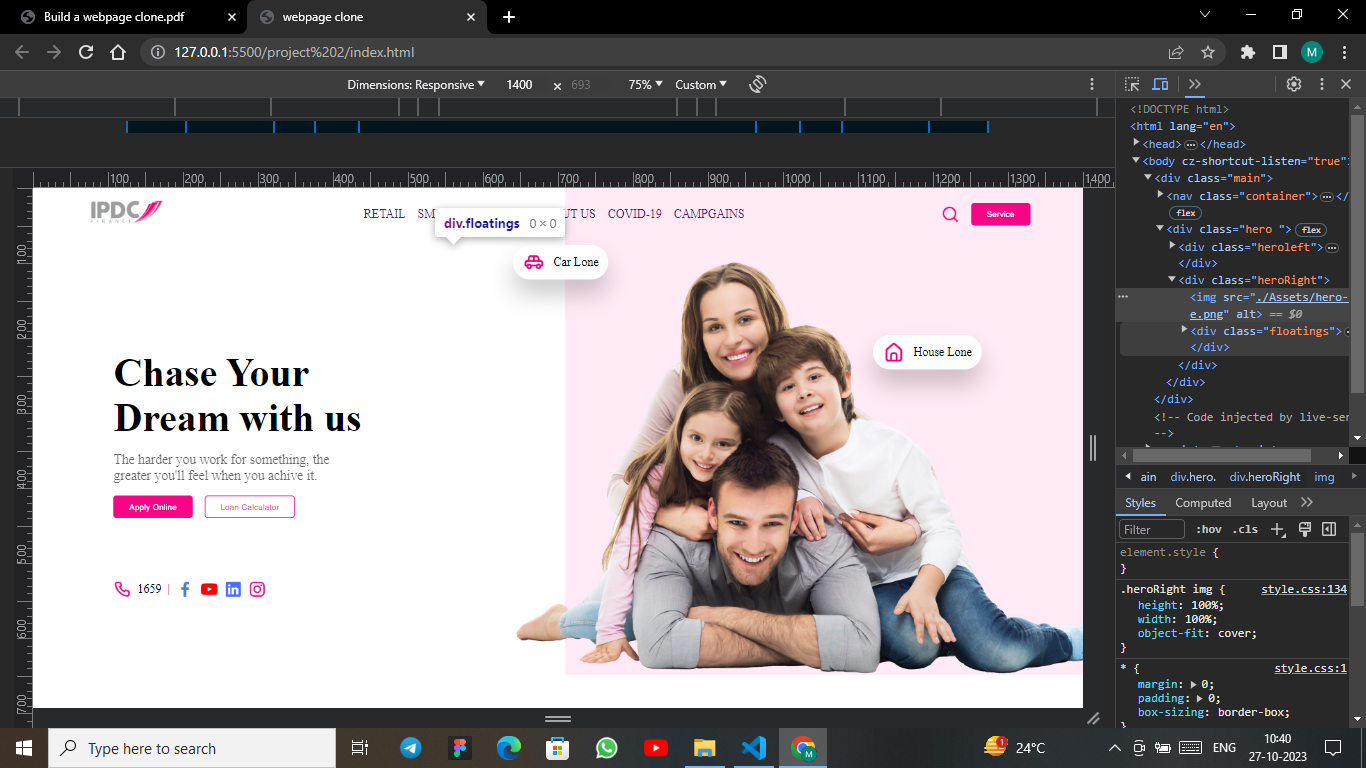 Build a webpage clone.pdf
webpage clone
127.0.0.1:5500/project%202/index.html
M
Dimensions: Responsive
1400
×
693
75%
Custom
100 200 300 400 500 600 700 800 900 1000 1100 1200 1300 1400
100
200
300
400
500
600
700
IPDC
FINANCE
RETAIL
SM
UT US
COVID-19
CAMPGAINS
Service
div.floatings 0 × 0
Car Lone
House Lone
Chase Your
Dream with us
The harder you work for something, the
greater you'll feel when you achive it.
Apply Online
Loan Calculator
1659 |
<!DOCTYPE html>
<html lang="en">
<head> </head>
<body cz-shortcut-listen="true"
<div class="main">
<nav class="container"> </
flex
<div class="hero "> flex
<div class="heroleft">
</div>
<div class="heroRight">
<img src="./Assets/hero-
e.png" alt> == $0
<div class="floatings">
</div>
</div>
</div>
</div>
<!-- Code injected by live-ser
-->
ain div.hero. div.heroRight img
Styles Computed Layout
Filter
:hov .cls
element.style {
}
.heroRight img { style.css:134
height: 100%;
width: 100%;
object-fit: cover;
}
* { style.css:1
margin: 0;
padding: 0;
box-sizing: border-box;
}
Type here to search
1
24°C
ENG
10:40
27-10-2023